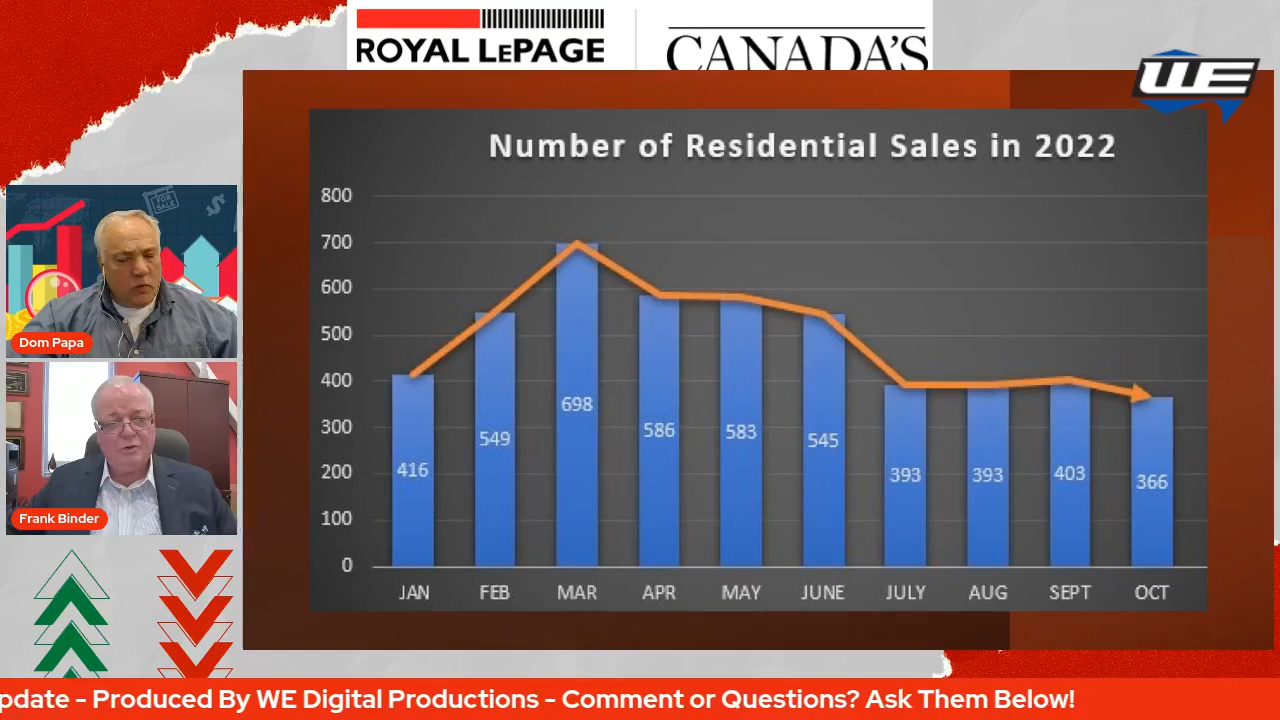 ROYAL LEPAGE
CANADA'S
WE
Number of Residential Sales in 2022
800
700
600
500
400
300
200
100
0
416
549
698
586
583
545
393
393
403
366
JAN
FEB
MAR
APR
MAY
JUNE
JULY
AUG
SEPT
OCT
FOR
SALE
$
Dom Papa
Frank Binder
pdate - Produced By WE Digital Productions - Comment or Questions? Ask Them Below!